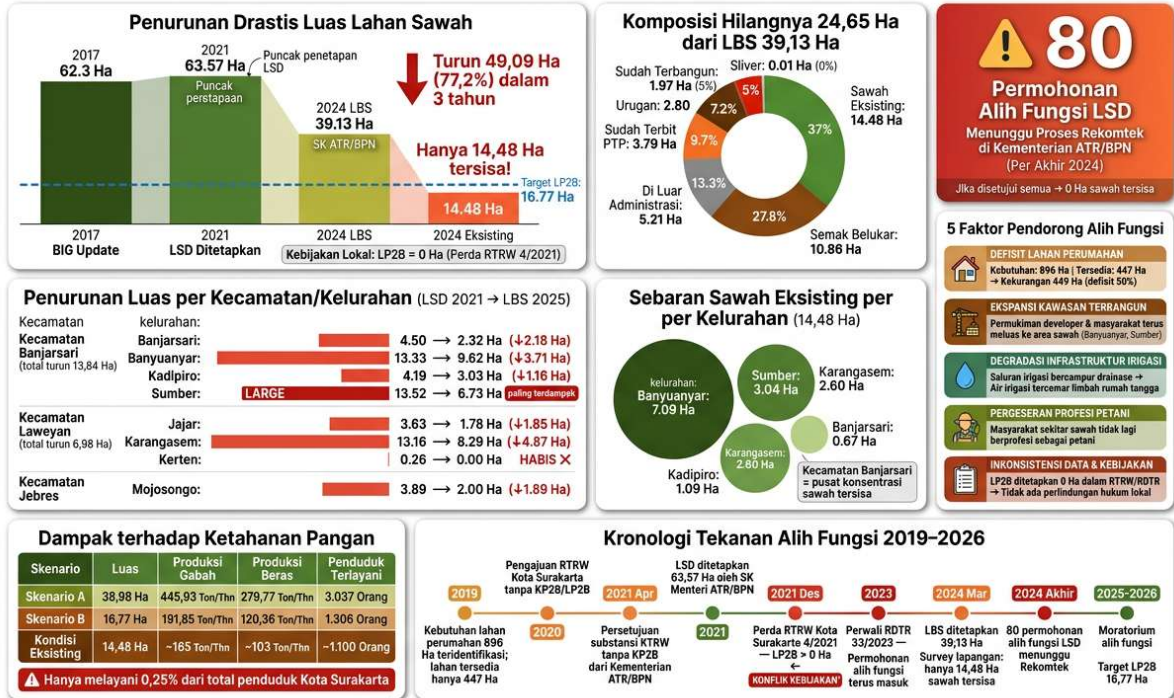 Penurunan Drastis Luas Lahan Sawah
2017
62.3 Ha
2021
63.57 Ha
Puncak
perstapaan
Puncak penetapan
LSD
2024 LBS
39.13 Ha
SK ATR/BPN
Turun 49,09 Ha
(77,2%) dalam
3 tahun
Hanya 14,48 Ha
tersisa!
Target LP28:
16.77 Ha
14.48 Ha
2017
BIG Update
2021
LSD Ditetapkan
2024 LBS
2024 Eksisting
Kebijakan Lokal: LP28 = 0 Ha (Perda RTRW 4/2021)
Komposisi Hilangnya 24,65 Ha
dari LBS 39,13 Ha
Sliver: 0.01 Ha (0%)
Sudah Terbangun:
1.97 Ha (5%)
Urugan: 2.80
Sudah Terbit
PTP: 3.79 Ha
Di Luar
Administrasi:
5.21 Ha
Sawah
Eksisting:
14.48 Ha
Semak Belukar:
10.86 Ha
5%
7.2%
9.7%
13.3%
27.8%
37%
80
Permohonan
Alih Fungsi LSD
Menunggu Proses Rekomtek
di Kementerian ATR/BPN
(Per Akhir 2024)
JIka disetujui semua → 0 Ha sawah tersisa
5 Faktor Pendorong Alih Fungsi
DEFISIT LAHAN PERUMAHAN
Kebutuhan: 896 Ha | Tersedia: 447 Ha
→ Kekurangan 449 Ha (defisit 50%)
EKSPANSI KAWASAN TERRANGUN
Permukiman developer & masyarakat terus
meluas ke area sawah (Banyuanyar, Sumber)
DEGRADASI INFRASTRUKTUR IRIGASI
Saluran irigasi bercampur drainase →
Air irigasi tercemar limbah rumah tangga
PERGESERAN PROFESI PETANI
Masyarakat sekitar sawah tidak lagi
berprofesi sebagai petani
INKONSISTENSI DATA & KEBIJAKAN
LP28 ditetapkan 0 Ha dalam RTRW/RDTR
→ Tidak ada perlindungan hukum lokal
Penurunan Luas per Kecamatan/Kelurahan (LSD 2021 → LBS 2025)
Kecamatan
kelurahan:
Kecamatan
Banjarsari
(total turun 13,84 Ha)
Banjarsari: 4.50 → 2.32 Ha (↓2.18 Ha)
Banyuanyar: 13.33 → 9.62 Ha (↓3.71 Ha)
Kadlpiro: 4.19 → 3.03 Ha (↓1.16 Ha)
Sumber: LARGE 13.52 → 6.73 Ha paling terdampek
Kecamatan
Laweyan
(total turun 6,98 Ha)
Jajar: 3.63 → 1.78 Ha (↓1.85 Ha)
Karangasem: 13.16 → 8.29 Ha (↓4.87 Ha)
Kerten: 0.26 → 0.00 Ha HABIS ✕
Kecamatan
Jebres
Mojosongo: 3.89 → 2.00 Ha (↓1.89 Ha)
Sebaran Sawah Eksisting per
per Kelurahan (14,48 Ha)
kelurahan:
Banyuanyar:
7.09 Ha
Sumber:
3.04 Ha
Karangasem:
2.60 Ha
Banjarsari:
0.67 Ha
Karangasem:
2.60 Ha
Kadipiro:
1.09 Ha
Kecamatan Banjarsari
= pusat konsentrasi
sawah tersisa
Dampak terhadap Ketahanan Pangan
Skenario Luas Produksi Gabah Produksi Beras Penduduk Terlayani
Skenario A 38,98 Ha 445,93 Ton/Thn 279,77 Ton/Thn 3.037 Orang
Skenario B 16,77 Ha 191,85 Ton/Thn 120,36 Ton/Thn 1.306 Orang
Kondisi Eksisting 14,48 Ha ~165 Ton/Thn ~103 Ton/Thn ~1.100 Orang
Hanya melayani 0,25% dari total penduduk Kota Surakarta
Kronologi Tekanan Alih Fungsi 2019–2026
2019
Kebutuhan lahan
perumahan 896
Ha teridentifikasi;
lahan tersedia
hanya 447 Ha
Pengajuan RTRW
Kota Surakarta
tanpa KP28/LP2B
2020
2021 Apr
Persetujuan
substansi KTRW
tanpa KP2B
dari Kementerian
ATR/BPN
LSD ditetapkan
63,57 Ha oieh SK
Menteri ATR/BPN
2021
2021 Des
Perda RTRW Kota
Surakarte 4/2021
— LP28 > 0 Ha
←
KONFLIK KEBIJUKAN'
2023
Perwali RDTR
33/2023 —
Permohonan
alih fungsi
terus masuk
2024 Mar
LBS ditetapkan
39,13 Ha
Survey lapangan:
hanya 14,48 Ha
sawah tersisa
2024 Akhir
80 permohonan
alih fungsi LSD
menunggu
Rekomtek
2025-2026
Moratorium
alih fungsi
Target LP28
16,77 Ha